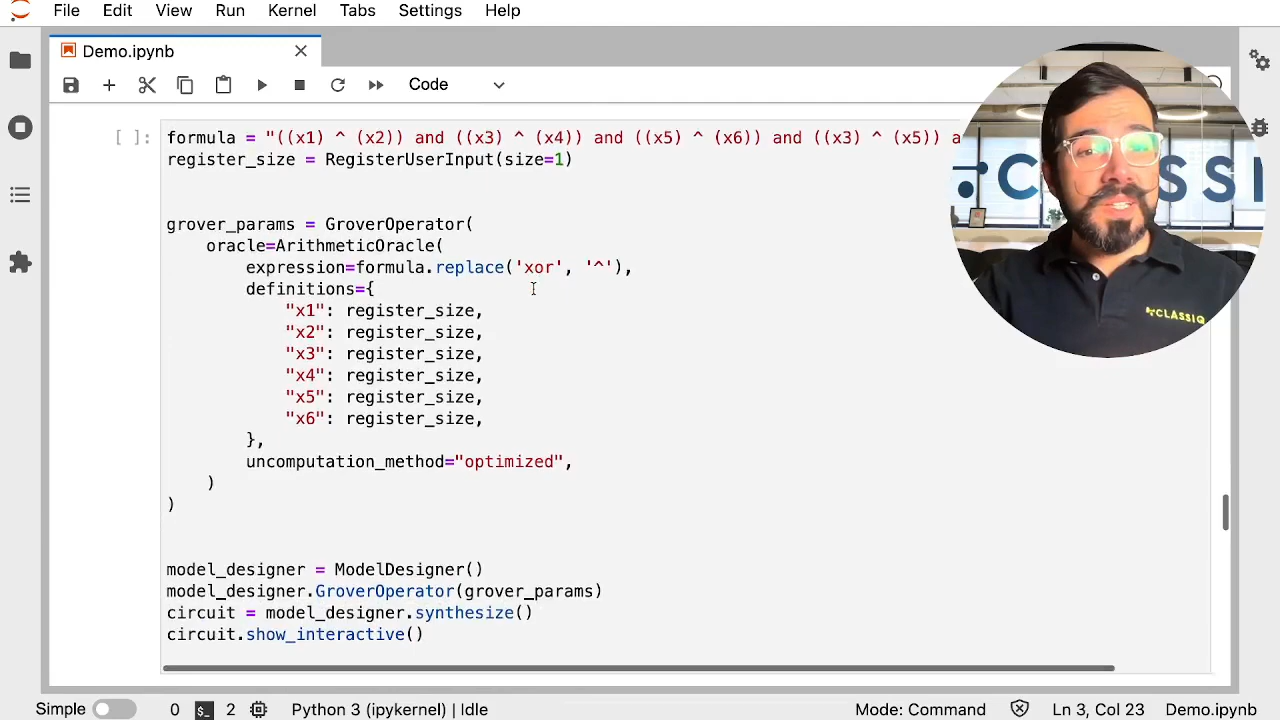 File Edit View Run Kernel Tabs Settings Help
Demo.ipynb
Code
[ ]:
formula = "((x1) ^ (x2)) and ((x3) ^ (x4)) and ((x5) ^ (x6)) and ((x3) ^ (x5)) a
register_size = RegisterUserInput(size=1)
grover_params = GroverOperator(
oracle=ArithmeticOracle(
expression=formula.replace('xor', '^'),
definitions={
"x1": register_size,
"x2": register_size,
"x3": register_size,
"x4": register_size,
"x5": register_size,
"x6": register_size,
},
uncomputation_method="optimized",
)
)
model_designer = ModelDesigner()
model_designer.GroverOperator(grover_params)
circuit = model_designer.synthesize()
circuit.show_interactive()
CLASSIQ
Simple 0 2 Python 3 (ipykernel) | Idle Mode: Command Ln 3, Col 23 Demo.ipynb